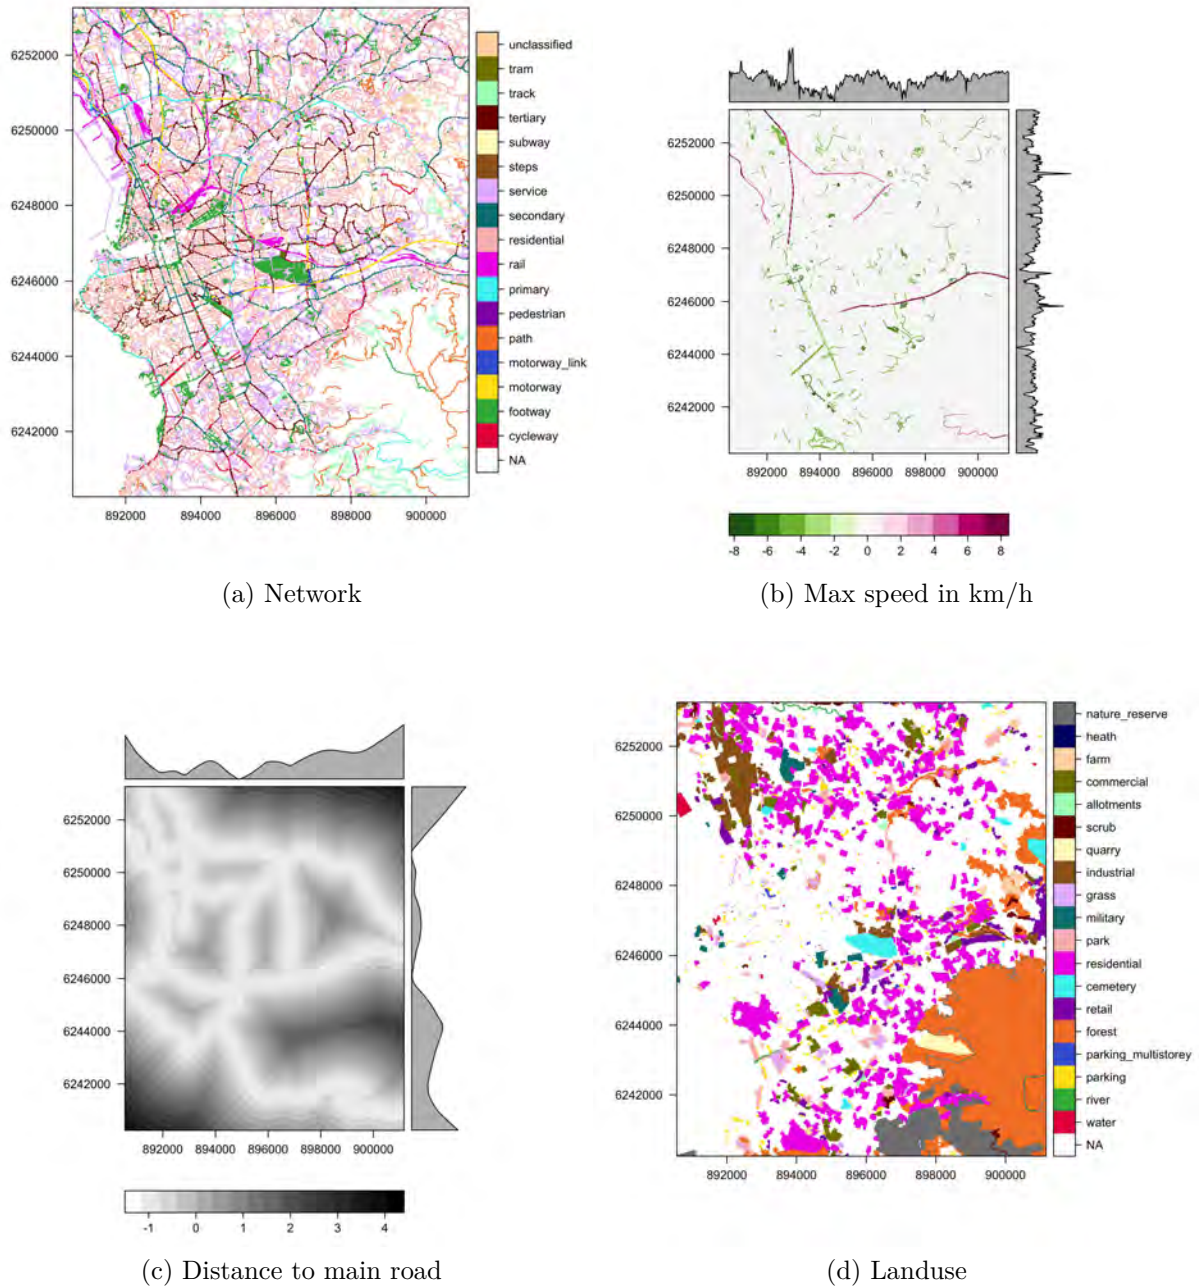 6252000
6250000
6248000
6246000
6244000
6242000
892000 894000 896000 898000 900000
unclassified
tram
track
tertiary
subway
steps
service
secondary
residential
rail
primary
pedestrian
path
motorway_link
motorway
footway
cycleway
NA
(a) Network
6252000
6250000
6248000
6246000
6244000
6242000
892000 894000 896000 898000 900000
-8 -6 -4 -2 0 2 4 6 8
(b) Max speed in km/h
6252000
6250000
6248000
6246000
6244000
6242000
892000 894000 896000 898000 900000
-1 0 1 2 3 4
(c) Distance to main road
6252000
6250000
6248000
6246000
6244000
6242000
892000 894000 896000 898000 900000
nature_reserve
heath
farm
commercial
allotments
scrub
quarry
industrial
grass
military
park
residential
cemetery
retail
forest
parking_multistorey
parking
river
water
NA
(d) Landuse